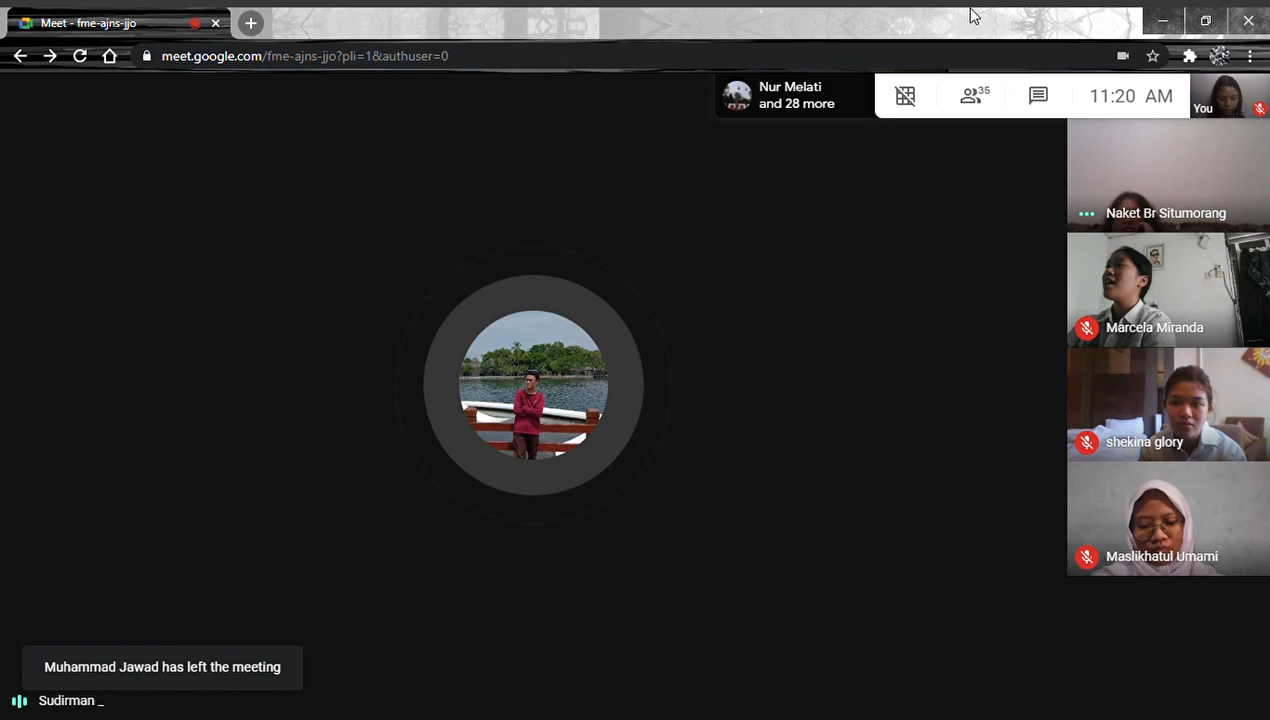 Meet - fme-ajns-jjo
meet.google.com/fme-ajns-jjo?pli=1&authuser=0
Nur Melati
and 28 more
35
11:20 AM
You
Naket Br Situmorang
Marcela Miranda
shekina glory
Maslikhatul Umami
Muhammad Jawad has left the meeting
Sudirman _